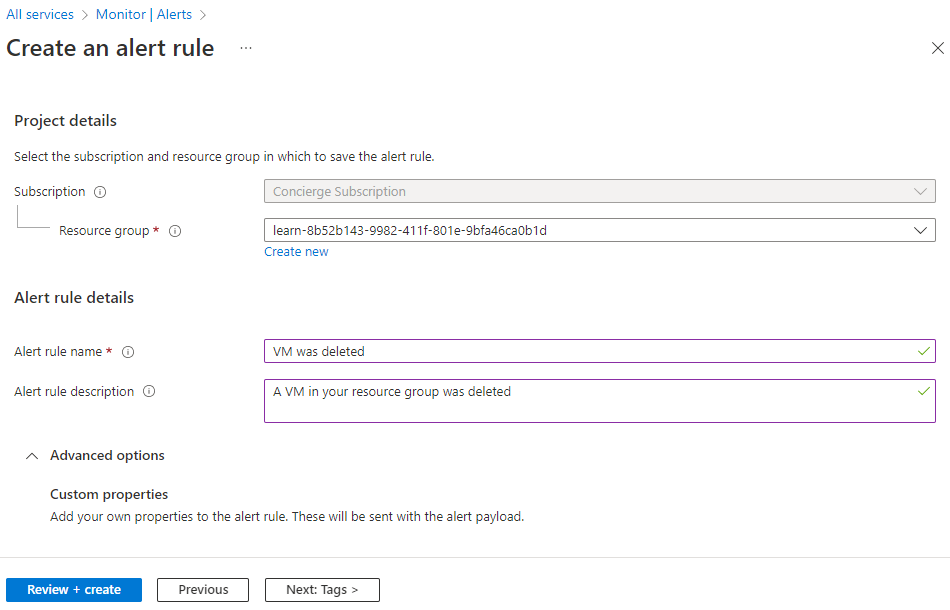 All services > Monitor | Alerts >
Create an alert rule ...
Project details
Select the subscription and resource group in which to save the alert rule.
Subscription
Concierge Subscription
Resource group *
learn-8b52b143-9982-411f-801e-9bfa46ca0b1d
Create new
Alert rule details
Alert rule name *
VM was deleted
Alert rule description
A VM in your resource group was deleted
Advanced options
Custom properties
Add your own properties to the alert rule. These will be sent with the alert payload.
Review + create
Previous
Next: Tags >